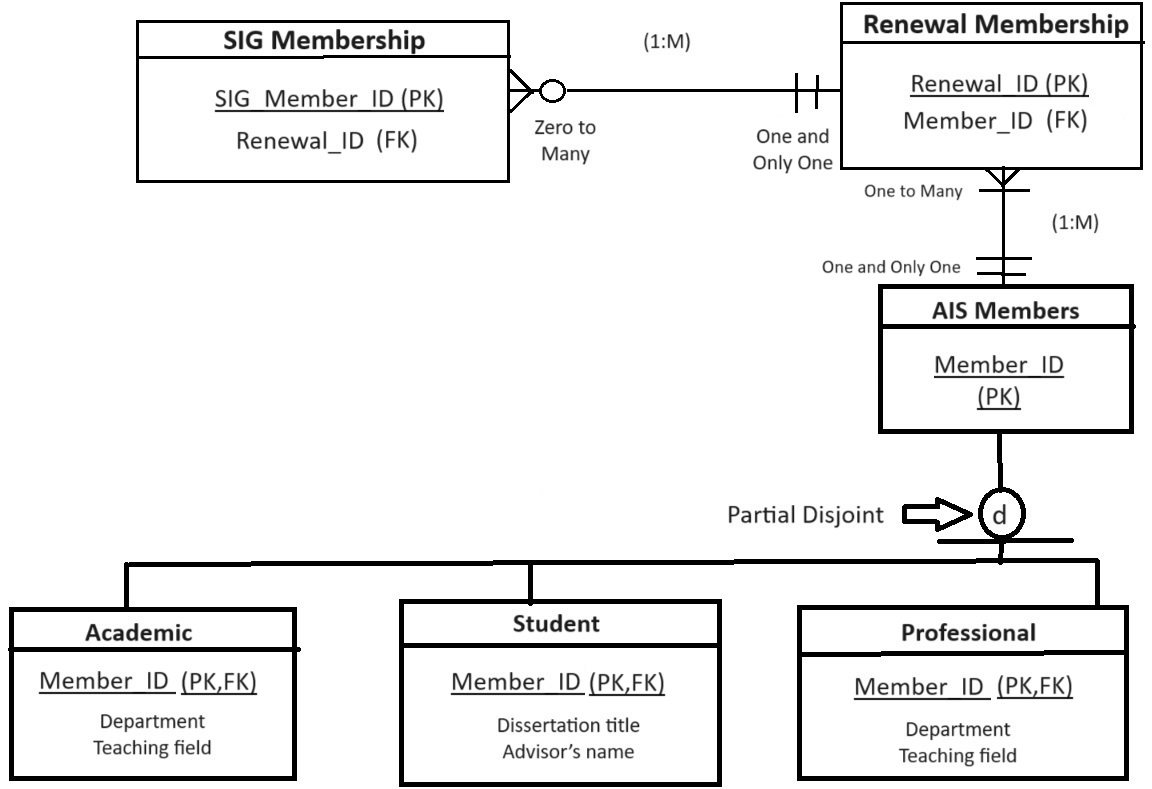 SIG Membership
SIG_Member_ID (PK)
Renewal_ID (FK)
(1:M)
Zero to
Many
One and
Only One
Renewal Membership
Renewal_ID (PK)
Member_ID (FK)
One to Many
(1:M)
One and Only One
AIS Members
Member_ID
(PK)
Partial Disjoint
d
Academic
Member_ID (PK,FK)
Department
Teaching field
Student
Member_ID (PK,FK)
Dissertation title
Advisor's name
Professional
Member_ID (PK,FK)
Department
Teaching field